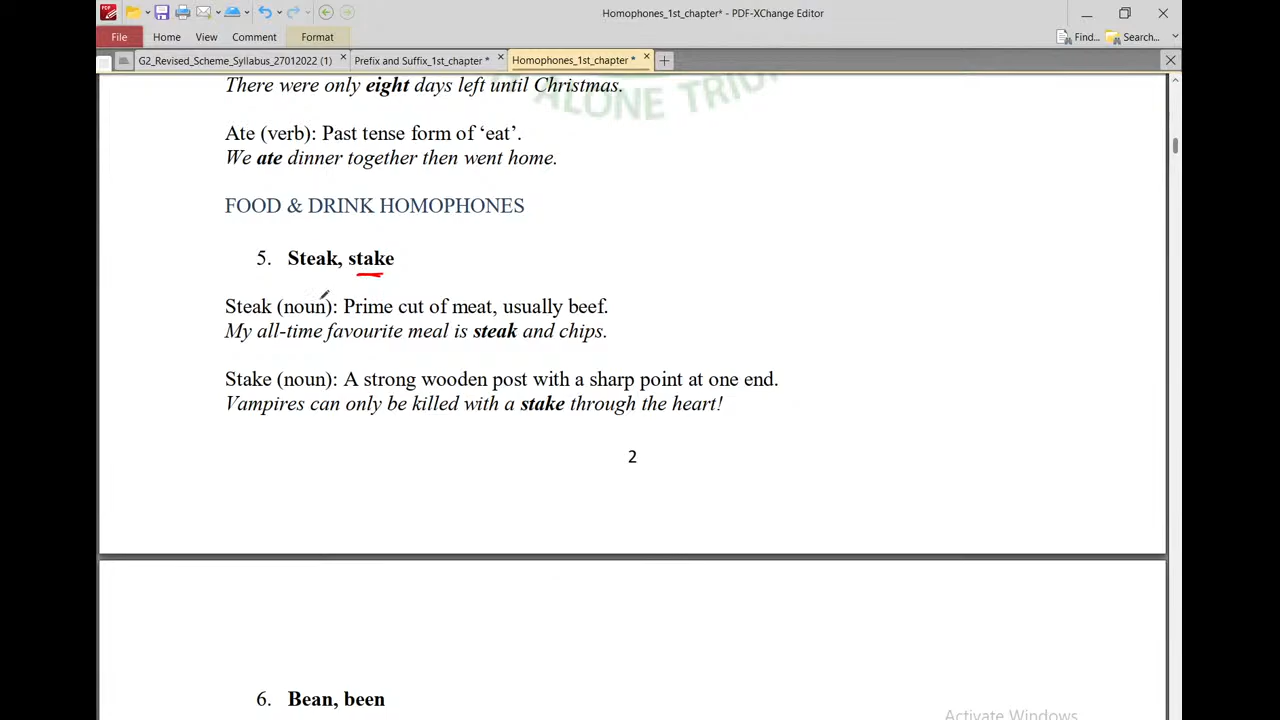 Homophones_1st_chapter* - PDF-XChange Editor
File Home View Comment Format
Find... Search...
G2_Revised_Scheme_Syllabus_27012022 (1) Prefix and Suffix_1st_chapter * Homophones_1st_chapter *
There were only eight days left until Christmas.
ALONE
Ate (verb): Past tense form of ‘eat’.
We ate dinner together then went home.
FOOD & DRINK HOMOPHONES
5. Steak, stake
Steak (noun): Prime cut of meat, usually beef.
My all-time favourite meal is steak and chips.
Stake (noun): A strong wooden post with a sharp point at one end.
Vampires can only be killed with a stake through the heart!
2
6. Bean, been
Activate Windows